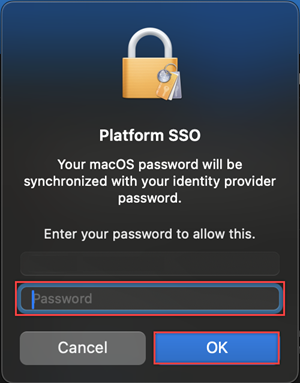 Platform SSO
Your macOS password will be
synchronized with your identity provider
password.
Enter your password to allow this.
Password
Cancel
OK